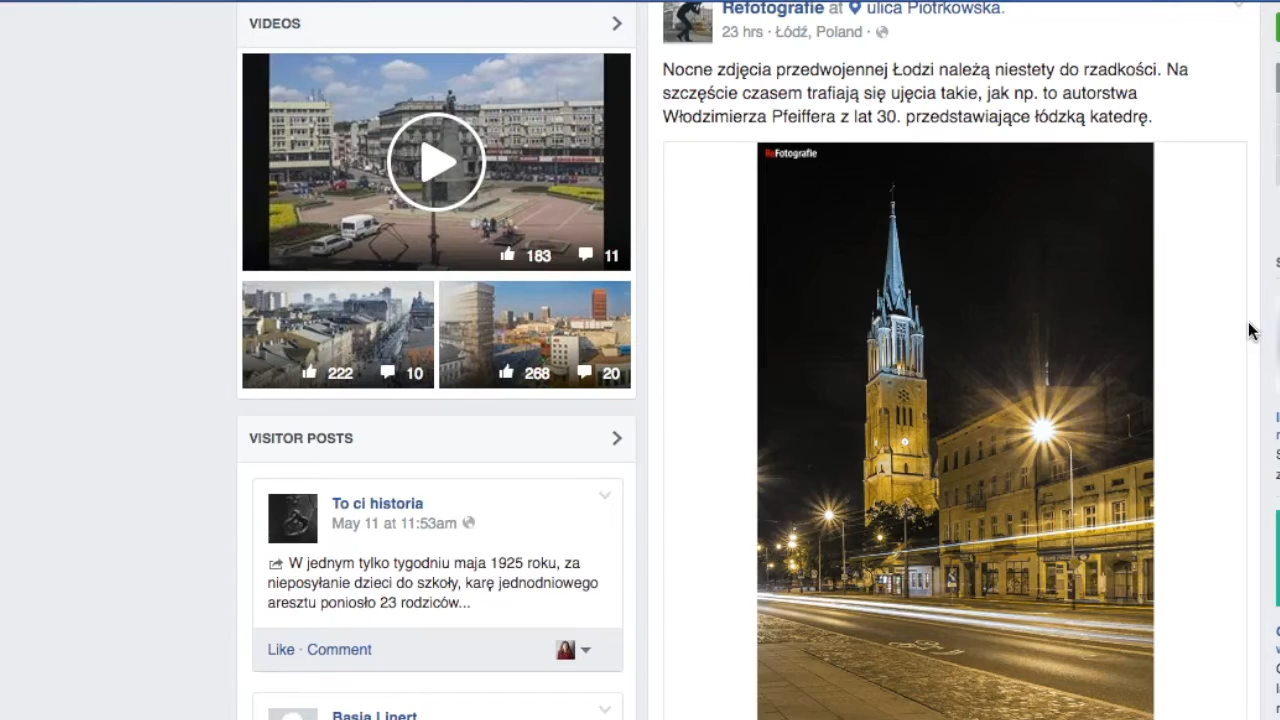 VIDEOS
183 11
222 10
268 20
VISITOR POSTS
To ci historia
May 11 at 11:53am
W jednym tylko tygodniu maja 1925 roku, za
nieposyłanie dzieci do szkoły, karę jednodniowego
aresztu poniosło 23 rodziców...
Like · Comment
Basia Linert
Refotografie at ulica Piotrkowska.
23 hrs · Łódź, Poland ·
Nocne zdjęcia przedwojennej Łodzi należą niestety do rzadkości. Na
szczęście czasem trafiają się ujęcia takie, jak np. to autorstwa
Włodzimierza Pfeiffera z lat 30. przedstawiające łódzką katedrę.
ReFotografie